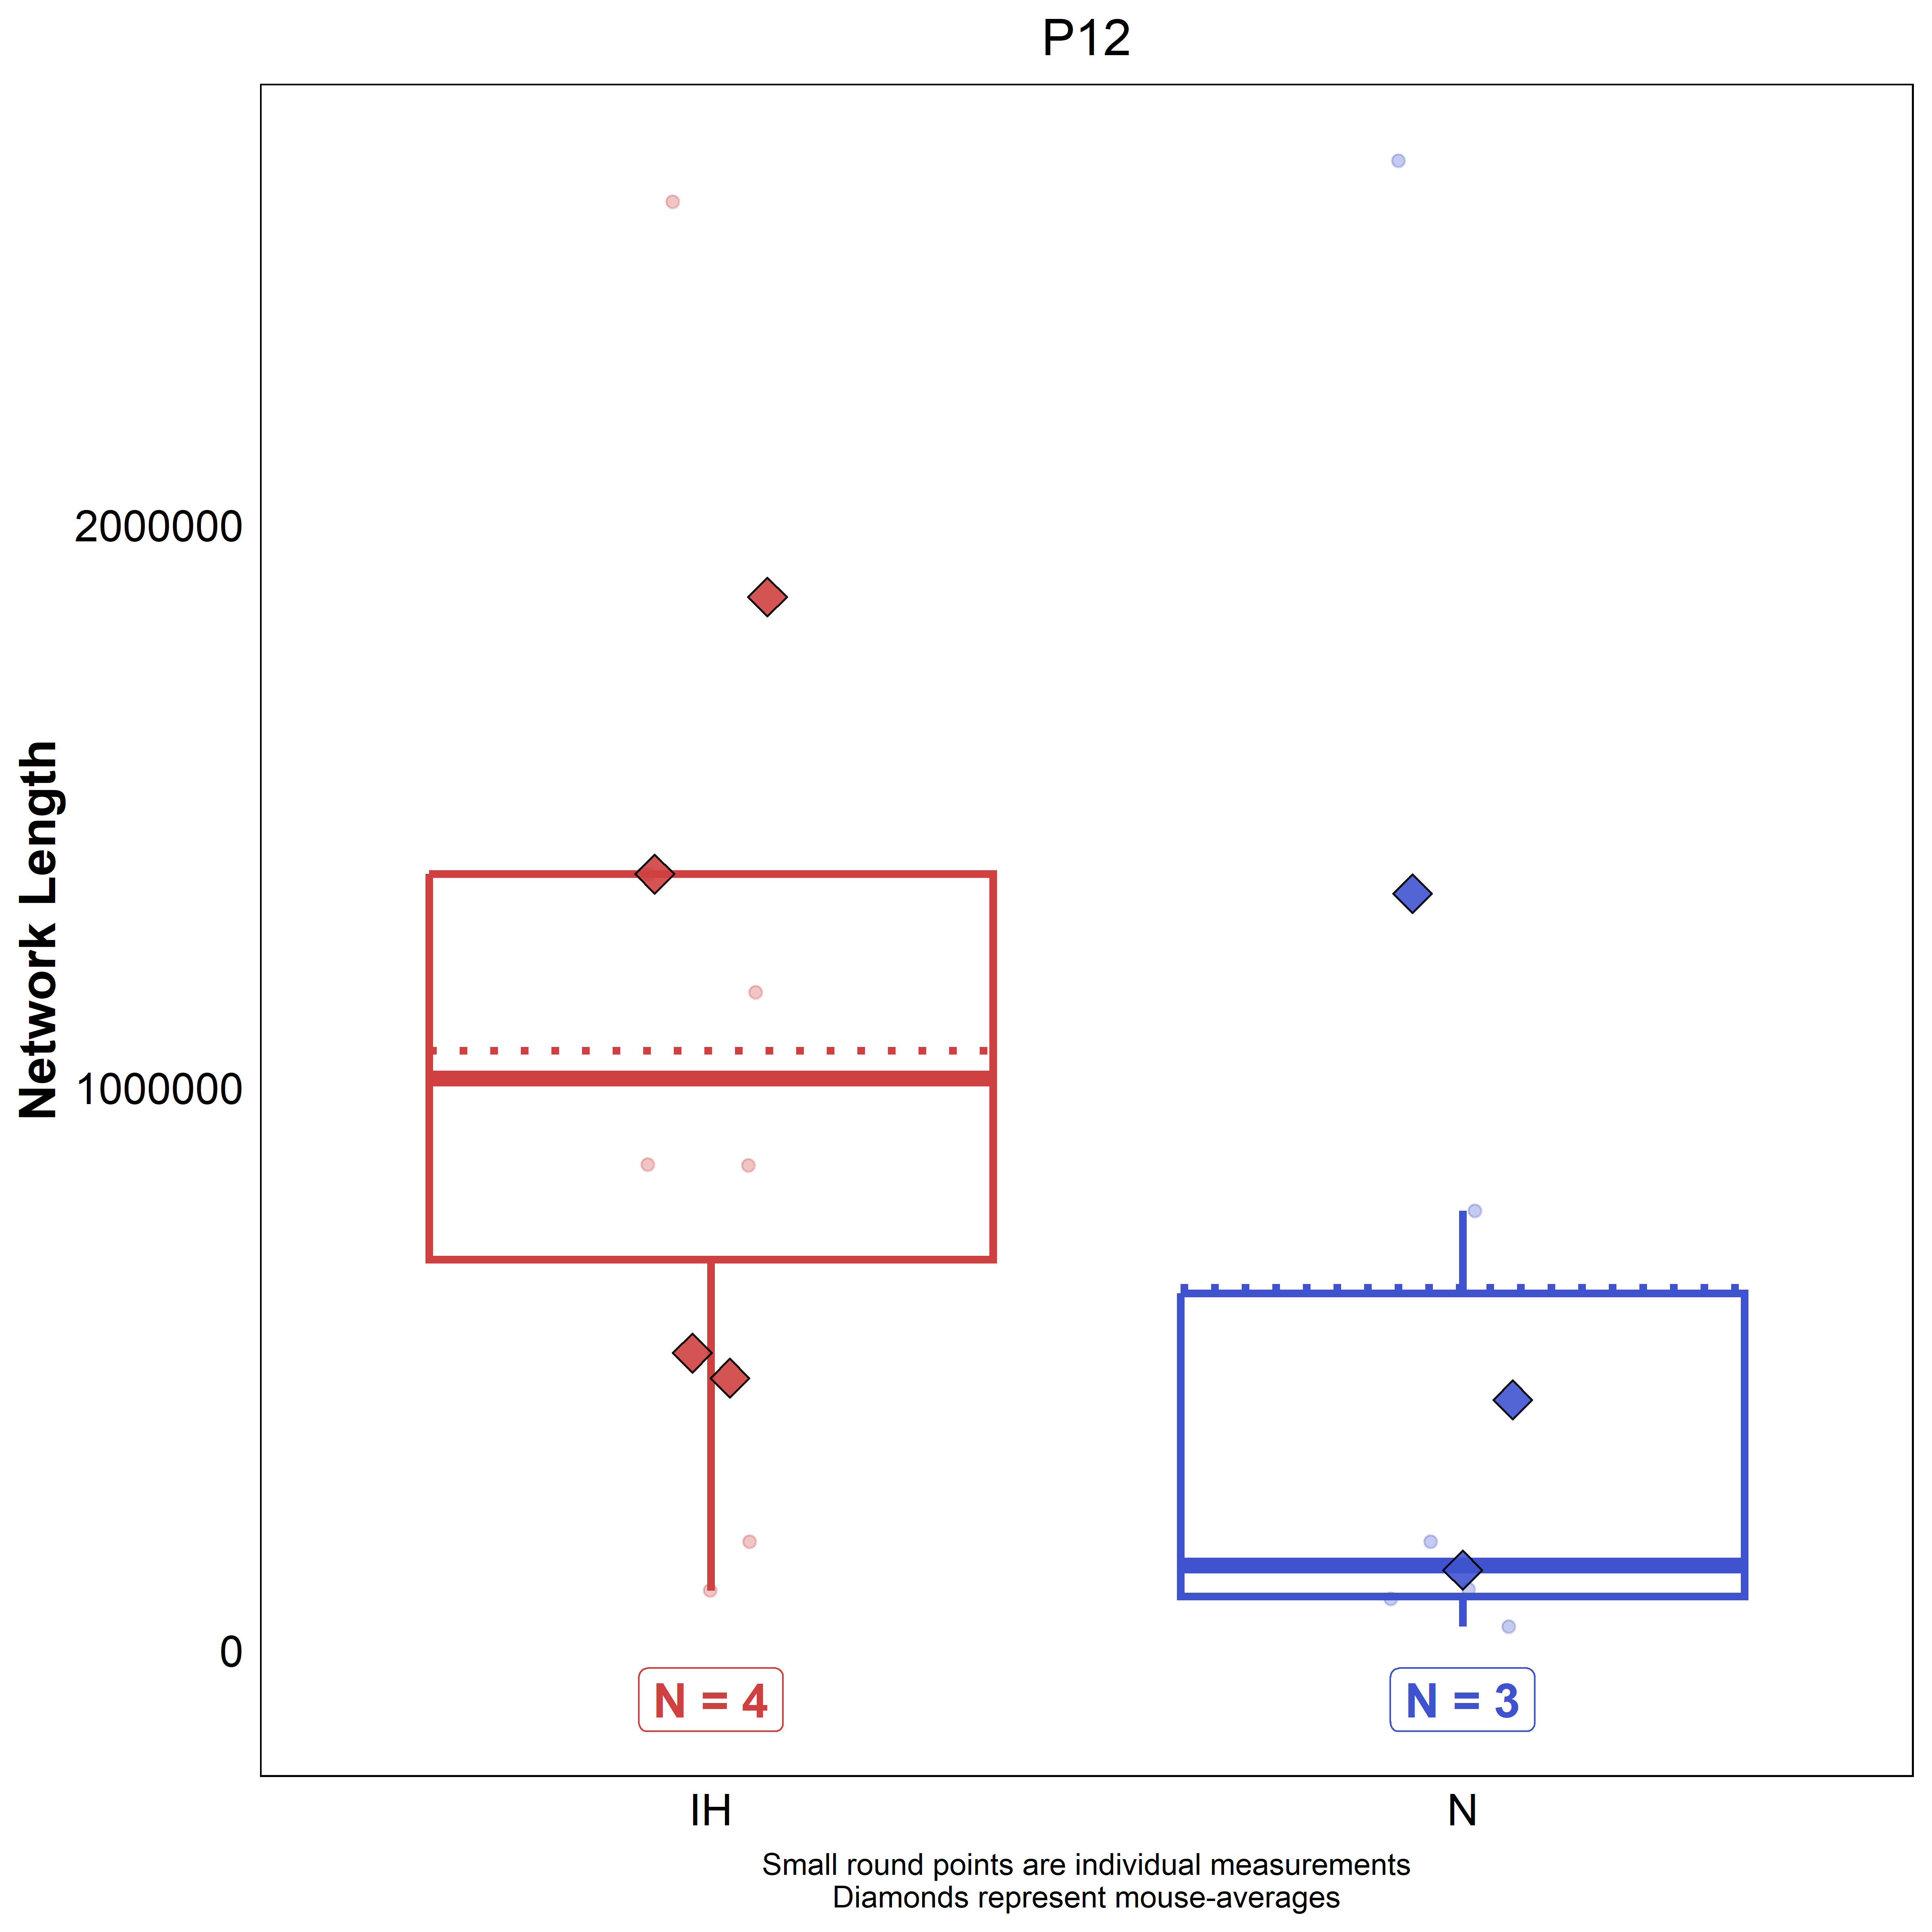 P12
Network Length
2000000
1000000
0
N = 4
N = 3
IH
N
Small round points are individual measurements
Diamonds represent mouse-averages